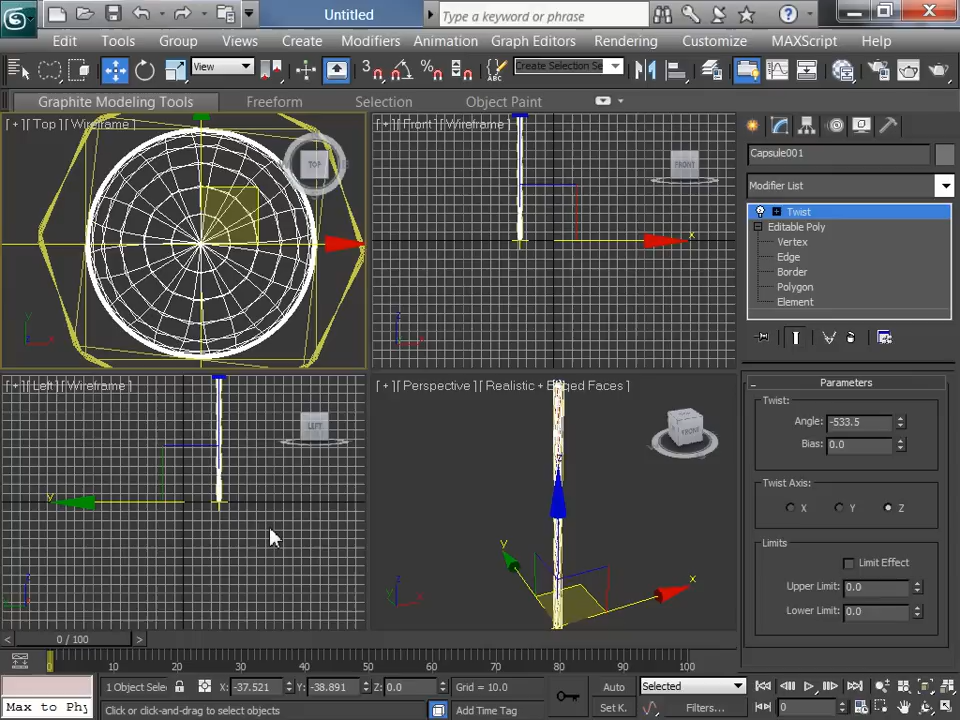 Untitled
Type a keyword or phrase
Edit Tools Group Views Create Modifiers Animation Graph Editors Rendering Customize MAXScript Help
View
3
ABC
Create Selection Se
Graphite Modeling Tools Freeform Selection Object Paint
[ + ] [ Top ] [ Wireframe ]
TOP
[ + ] [ Front ] [ Wireframe ]
FRONT
x
Capsule001
Modifier List
Twist
Editable Poly
Vertex
Edge
Border
Polygon
Element
[ + ] [ Left ] [ Wireframe ]
LEFT
y
[ + ] [ Perspective ] [ Realistic + Edged Faces ]
FRONT
z
y
x
Parameters
Twist:
Angle: -533.5
Bias: 0.0
Twist Axis:
X Y Z
Limits
Limit Effect
Upper Limit: 0.0
Lower Limit: 0.0
< 0 / 100 >
0 10 20 30 40 50 60 70 80 90 100
1 Object Sele X: -37.521 Y: -38.891 Z: 0.0 Grid = 10.0 Auto Selected
Max to Phy Click or click-and-drag to select objects Add Time Tag Set K. Filters... 0